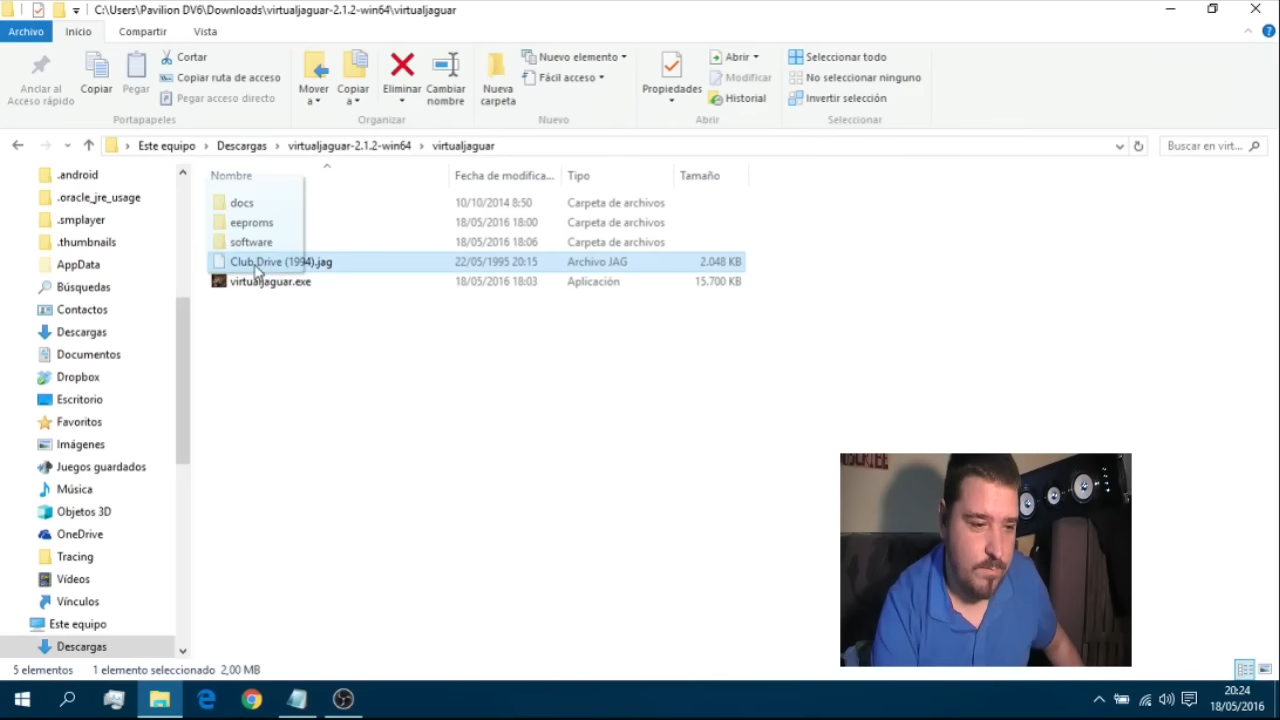 C:\Users\Pavilion DV6\Downloads\virtualjaguar-2.1.2-win64\virtualjaguar
Archivo Inicio Compartir Vista
Anclar al Acceso rápido
Copiar
Pegar
Cortar
Copiar ruta de acceso
Pegar acceso directo
Portapapeles
Mover a
Copiar a
Eliminar
Cambiar nombre
Organizar
Nueva carpeta
Nuevo elemento
Fácil acceso
Nuevo
Propiedades
Abrir
Modificar
Historial
Abrir
Seleccionar todo
No seleccionar ninguno
Invertir selección
Seleccionar
Este equipo > Descargas > virtualjaguar-2.1.2-win64 > virtualjaguar
Buscar en virt...
Nombre Fecha de modifica... Tipo Tamaño
docs 10/10/2014 8:50 Carpeta de archivos
eeproms 18/05/2016 18:00 Carpeta de archivos
software 18/05/2016 18:06 Carpeta de archivos
Club Drive (1994).jag 22/05/1995 20:15 Archivo JAG 2.048 KB
virtualjaguar.exe 18/05/2016 18:03 Aplicación 15.700 KB
.android
.oracle_jre_usage
.smplayer
.thumbnails
AppData
Búsquedas
Contactos
Descargas
Documentos
Dropbox
Escritorio
Favoritos
Imágenes
Juegos guardados
Música
Objetos 3D
OneDrive
Tracing
Vídeos
Vínculos
Este equipo
Descargas
5 elementos 1 elemento seleccionado 2,00 MB
20:24
18/05/2016